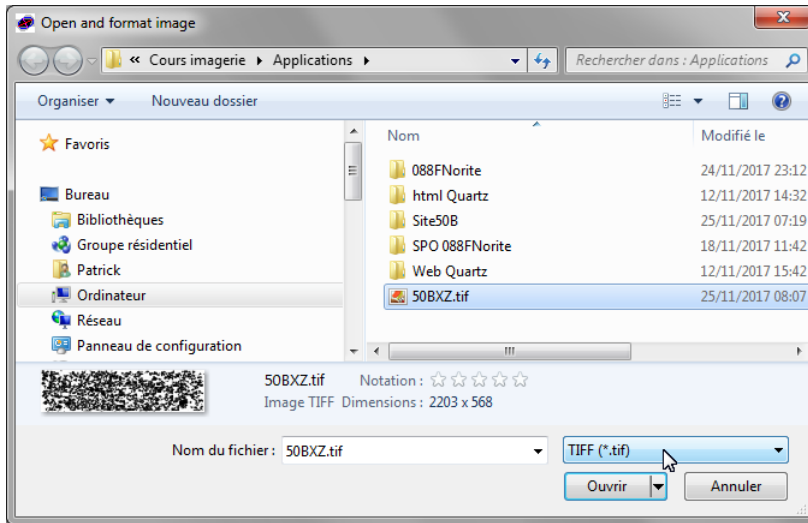 Open and format image
« Cours imagerie ▸ Applications ▸
Rechercher dans : Applications
Organiser ▼ Nouveau dossier
Favoris
Bureau
Bibliothèques
Groupe résidentiel
Patrick
Ordinateur
Réseau
Panneau de configuration
Nom Modifié le
088FNorite 24/11/2017 23:12
html Quartz 12/11/2017 14:32
Site50B 25/11/2017 07:19
SPO 088FNorite 18/11/2017 11:42
Web Quartz 12/11/2017 15:42
50BXZ.tif 25/11/2017 08:07
50BXZ.tif Notation :
Image TIFF Dimensions : 2203 x 568
Nom du fichier : 50BXZ.tif TIFF (*.tif)
Ouvrir Annuler